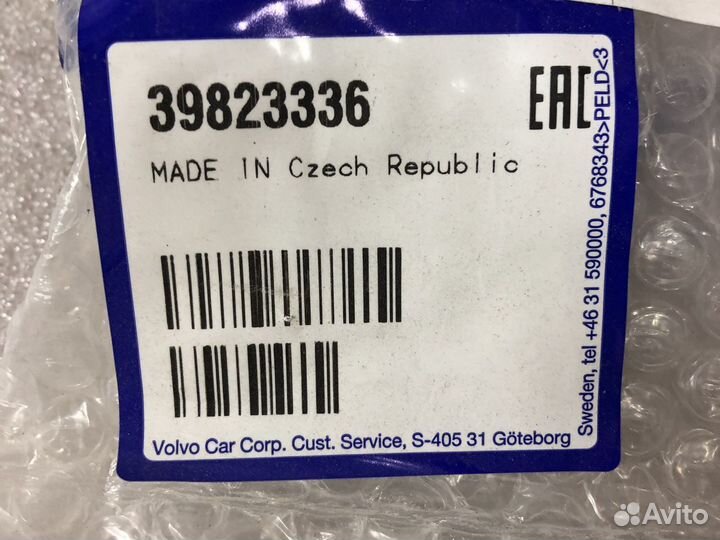 39823336
EAC
MADE IN Czech Republic
Volvo Car Corp. Cust. Service, S-405 31 Göteborg
Sweden, tel +46 31 590000, 6768343>PELD<3
Avito